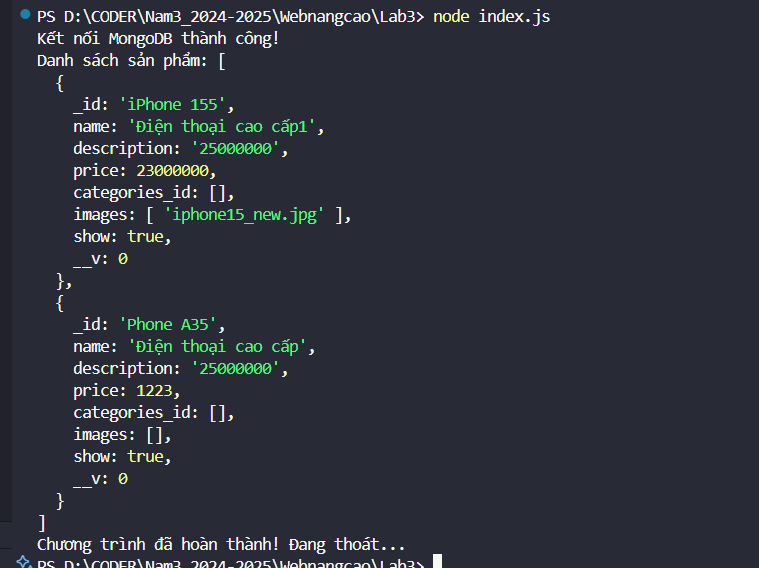 PS D:\CODER\Nam3_2024-2025\Webnangcao\Lab3> node index.js
Kết nối MongoDB thành công!
Danh sách sản phẩm: [
  {
    _id: 'iPhone 155',
    name: 'Điện thoại cao cấp1',
    description: '25000000',
    price: 23000000,
    categories_id: [],
    images: [ 'iphone15_new.jpg' ],
    show: true,
    __v: 0
  },
  {
    _id: 'Phone A35',
    name: 'Điện thoại cao cấp',
    description: '25000000',
    price: 1223,
    categories_id: [],
    images: [],
    show: true,
    __v: 0
  }
]
Chương trình đã hoàn thành! Đang thoát...
PS D:\CODER\Nam3_2024-2025\Webnangcao\Lab3>